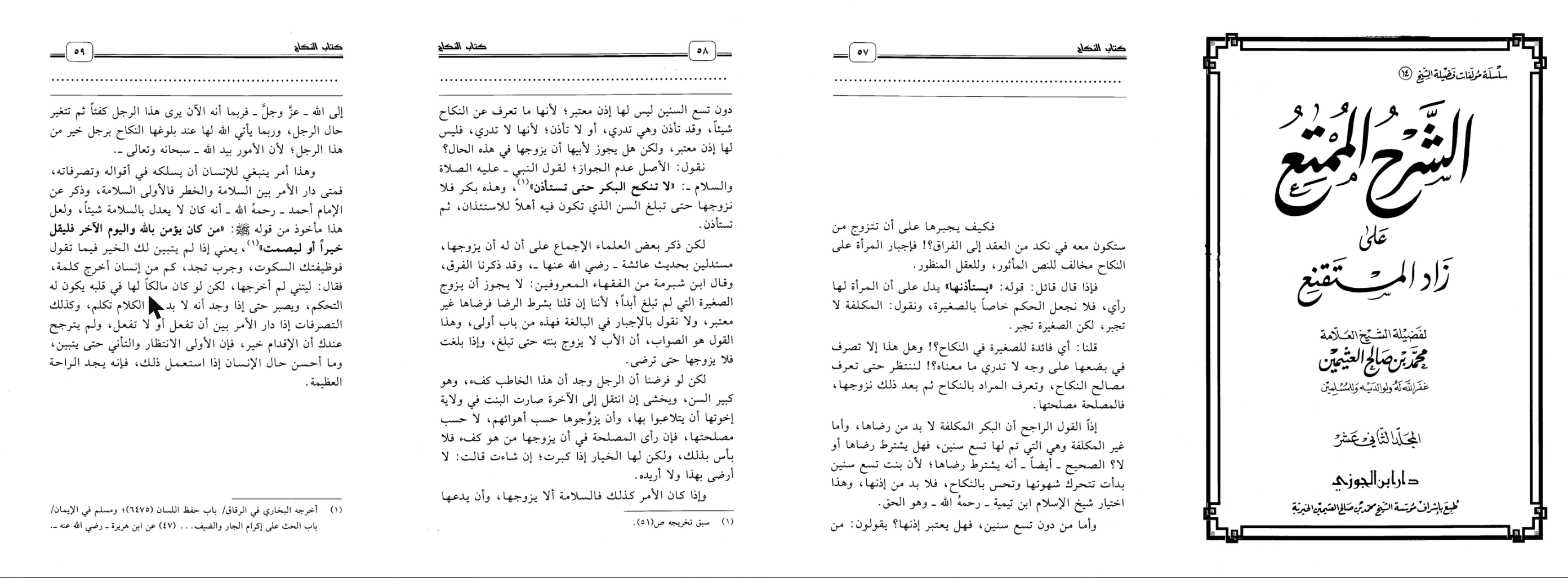 سلسلة مؤلفات فضيلة الشيخ (١٤)
الشرح الممتع
على
زاد المستقنع
لفضيلة الشيخ العلامة
محمد بن صالح العثيمين
غفر الله له ولوالديه وللمسلمين
المجلد الثاني عشر
دار ابن الجوزي
طبع بإشراف مؤسسة الشيخ محمد بن صالح العثيمين الخيرية
كتاب النكاح
٥٧
فكيف يجبرها على أن تتزوج من
ستكون معه في نكد من العقد إلى الفراق؟! فإجبار المرأة على
النكاح مخالف للنص المأثور، وللعقل المنظور.
فإذا قال قائل: قوله: «يستأذنها» يدل على أن المرأة لها
رأي، فلا نجعل الحكم خاصاً بالصغيرة، ونقول: المكلفة لا
تجبر، لكن الصغيرة تجبر.
قلنا: أي فائدة للصغيرة في النكاح؟! وهل هذا إلا تصرف
في بضعها على وجه لا تدري ما معناه؟! لننتظر حتى تعرف
مصالح النكاح، وتعرف المراد بالنكاح ثم بعد ذلك نزوجها،
فالمصلحة مصلحتها.
إذاً القول الراجح أن البكر المكلفة لا بد من رضاها، وأما
غير المكلفة وهي التي تم لها تسع سنين، فهل يشترط رضاها أو
لا؟ الصحيح ـ أيضاً ـ أنه يشترط رضاها؛ لأن بنت تسع سنين
بدأت تتحرك شهوتها وتحس بالنكاح، فلا بد من إذنها، وهذا
اختيار شيخ الإسلام ابن تيمية ـ رحمهُ الله ـ وهو الحق.
وأما من دون تسع سنين، فهل يعتبر إذنها؟ يقولون: من
٥٨
كتاب النكاح
دون تسع السنين ليس لها إذن معتبر؛ لأنها ما تعرف عن النكاح
شيئاً، وقد تأذن وهي تدري، أو لا تأذن؛ لأنها لا تدري، فليس
لها إذن معتبر، ولكن هل يجوز لأبيها أن يزوجها في هذه الحال؟
نقول: الأصل عدم الجواز؛ لقول النبي ـ عليه الصلاة
والسلام ـ: «لا تنكح البكر حتى تستأذن»(١)، وهذه بكر فلا
نزوجها حتى تبلغ السن الذي تكون فيه أهلاً للاستئذان، ثم
تستأذن.
لكن ذكر بعض العلماء الإجماع على أن له أن يزوجها،
مستدلين بحديث عائشة ـ رضي الله عنها ـ، وقد ذكرنا الفرق،
وقال ابن شبرمة من الفقهاء المعروفين: لا يجوز أن يزوج
الصغيرة التي لم تبلغ أبداً؛ لأننا إن قلنا بشرط الرضا فرضاها غير
معتبر، ولا نقول بالإجبار في البالغة فهذه من باب أولى، وهذا
القول هو الصواب، أن الأب لا يزوج بنته حتى تبلغ، وإذا بلغت
فلا يزوجها حتى ترضى.
لكن لو فرضنا أن الرجل وجد أن هذا الخاطب كفء، وهو
كبير السن، ويخشى إن انتقل إلى الآخرة صارت البنت في ولاية
إخوتها أن يتلاعبوا بها، وأن يزوّجوها حسب أهوائهم، لا حسب
مصلحتها، فإن رأى المصلحة في أن يزوجها من هو كفء فلا
بأس بذلك، ولكن لها الخيار إذا كبرت؛ إن شاءت قالت: لا
أرضى بهذا ولا أريده.
وإذا كان الأمر كذلك فالسلامة ألا يزوجها، وأن يدعها
(١) سبق تخريجه ص(٥١).
كتاب النكاح
٥٩
إلى الله ـ عزَّ وجلَّ ـ فربما أنه الآن يرى هذا الرجل كفئاً ثم تتغير
حال الرجل، وربما يأتي الله لها عند بلوغها النكاح برجل خير من
هذا الرجل؛ لأن الأمور بيد الله ـ سبحانه وتعالى ـ.
وهذا أمر ينبغي للإنسان أن يسلكه في أقواله وتصرفاته،
فمتى دار الأمر بين السلامة والخطر فالأولى السلامة، وذكر عن
الإمام أحمد ـ رحمهُ الله ـ أنه كان لا يعدل بالسلامة شيئاً، ولعل
هذا مأخوذ من قوله ﷺ: «من كان يؤمن بالله واليوم الآخر فليقل
خيراً أو ليصمت»(١)، يعني إذا لم يتبين لك الخير فيما تقول
فوظيفتك السكوت، وجرب تجد، كم من إنسان أخرج كلمة،
فقال: ليتني لم أخرجها، لكن لو كان مالكاً لها في قلبه يكون له
التحكم، ويصبر حتى إذا وجد أنه لا بد الكلام تكلم، وكذلك
التصرفات إذا دار الأمر بين أن تفعل أو لا تفعل، ولم يترجح
عندك أن الإقدام خير، فإن الأولى الانتظار والتأني حتى يتبين،
وما أحسن حال الإنسان إذا استعمل ذلك، فإنه يجد الراحة
العظيمة.
(١) أخرجه البخاري في الرقاق/ باب حفظ اللسان (٦٤٧٥)؛ ومسلم في الإيمان/
باب الحث على إكرام الجار والضيف... (٤٧) عن ابن هريرة ـ رضي الله عنه ـ.